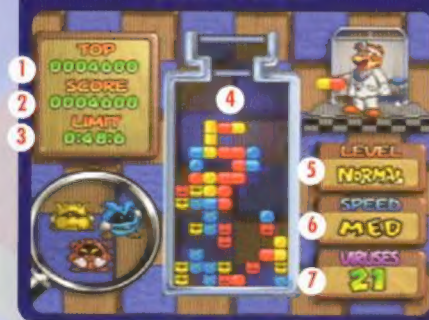 TOP
1 0004600
SCORE
2 0004600
LIMIT
3 0:48:6
4
LEVEL
5 NORMAL
SPEED
6 MED
VIRUSES
7 21